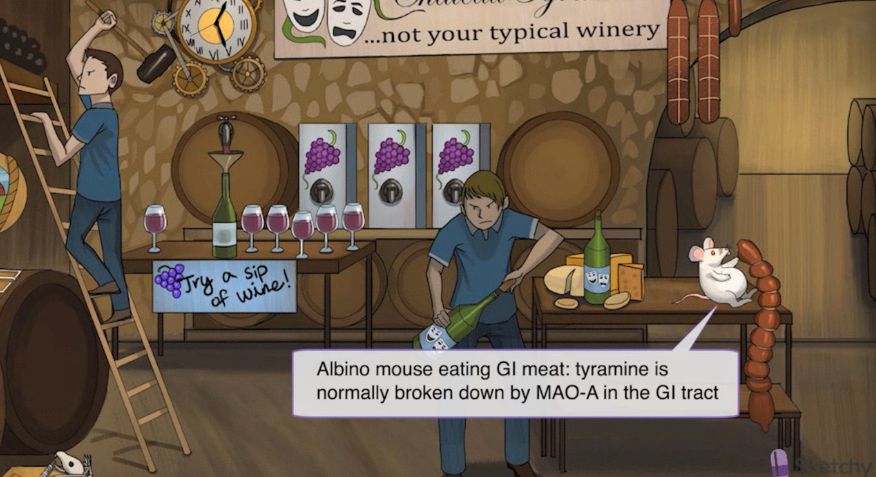 ...not your typical winery
XII
Try a sip
of wine!
Albino mouse eating GI meat: tyramine is
normally broken down by MAO-A in the GI tract
Sketchy